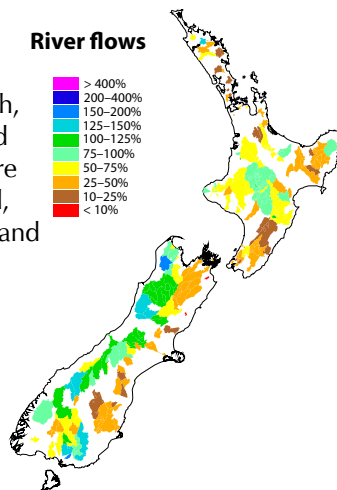 River flows
h,
d
re
l,
and
> 400%
200–400%
150–200%
125–150%
100–125%
75–100%
50–75%
25–50%
10–25%
< 10%